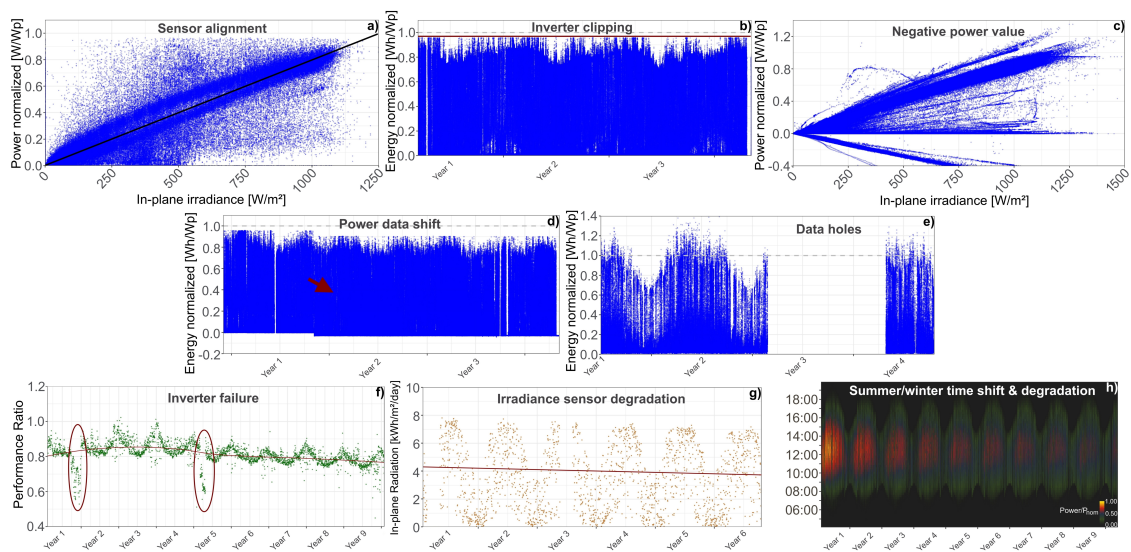 Sensor alignment
a)
Power normalized [W/Wp]
1.0
0.8
0.6
0.4
0.2
0.0
0
250
500
750
1000
1250
In-plane irradiance [W/m²]
Inverter clipping
b)
Energy normalized [Wh/Wp]
1.0
0.8
0.6
0.4
0.2
0.0
Year 1
Year 2
Year 3
Negative power value
c)
Power normalized [W/Wp]
1.2
0.8
0.4
0.0
-0.4
0
250
500
750
1000
1250
1500
In-plane irradiance [W/m²]
Power data shift
d)
Energy normalized [Wh/Wp]
1.0
0.8
0.6
0.4
0.2
0.0
-0.2
Year 1
Year 2
Year 3
Data holes
e)
Energy normalized [Wh/Wp]
1.4
1.2
1.0
0.8
0.6
0.4
0.2
0.0
Year 1
Year 2
Year 3
Year 4
Inverter failure
f)
Performance Ratio
1.2
1.0
0.8
0.6
0.4
Year 1
Year 2
Year 3
Year 4
Year 5
Year 6
Year 7
Year 8
Year 9
Irradiance sensor degradation
g)
In-plane Radiation [kWh/m²/day]
10
8
6
4
2
0
Year 1
Year 2
Year 3
Year 4
Year 5
Year 6
Summer/winter time shift & degradation
h)
18:00
16:00
14:00
12:00
10:00
08:00
06:00
Power/Pnom
1.00
0.50
0.00
Year 1
Year 2
Year 3
Year 4
Year 5
Year 6
Year 7
Year 8
Year 9